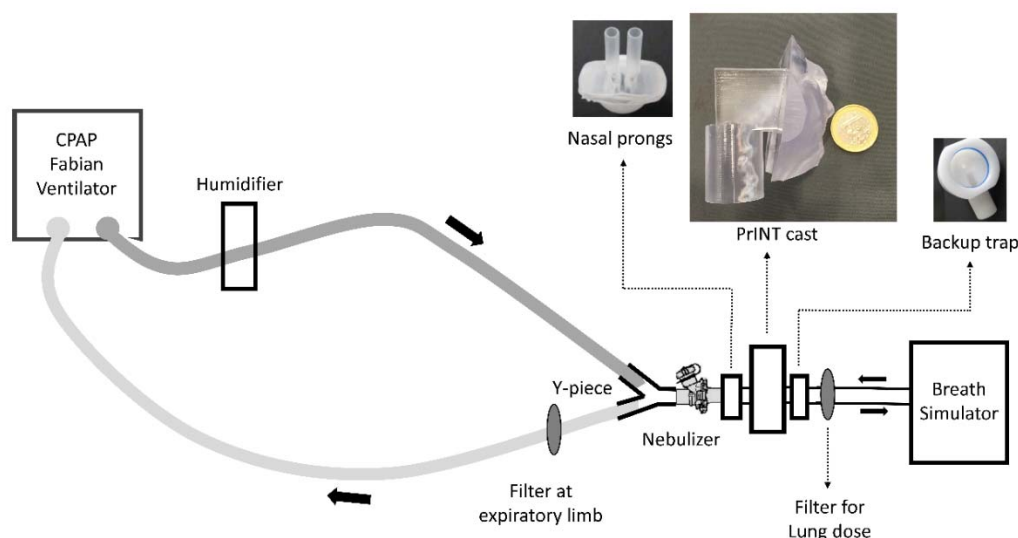 Nasal prongs
PrINT cast
Backup trap
CPAP
Fabian
Ventilator
Humidifier
Y-piece
Nebulizer
Breath
Simulator
Filter at
expiratory limb
Filter for
Lung dose